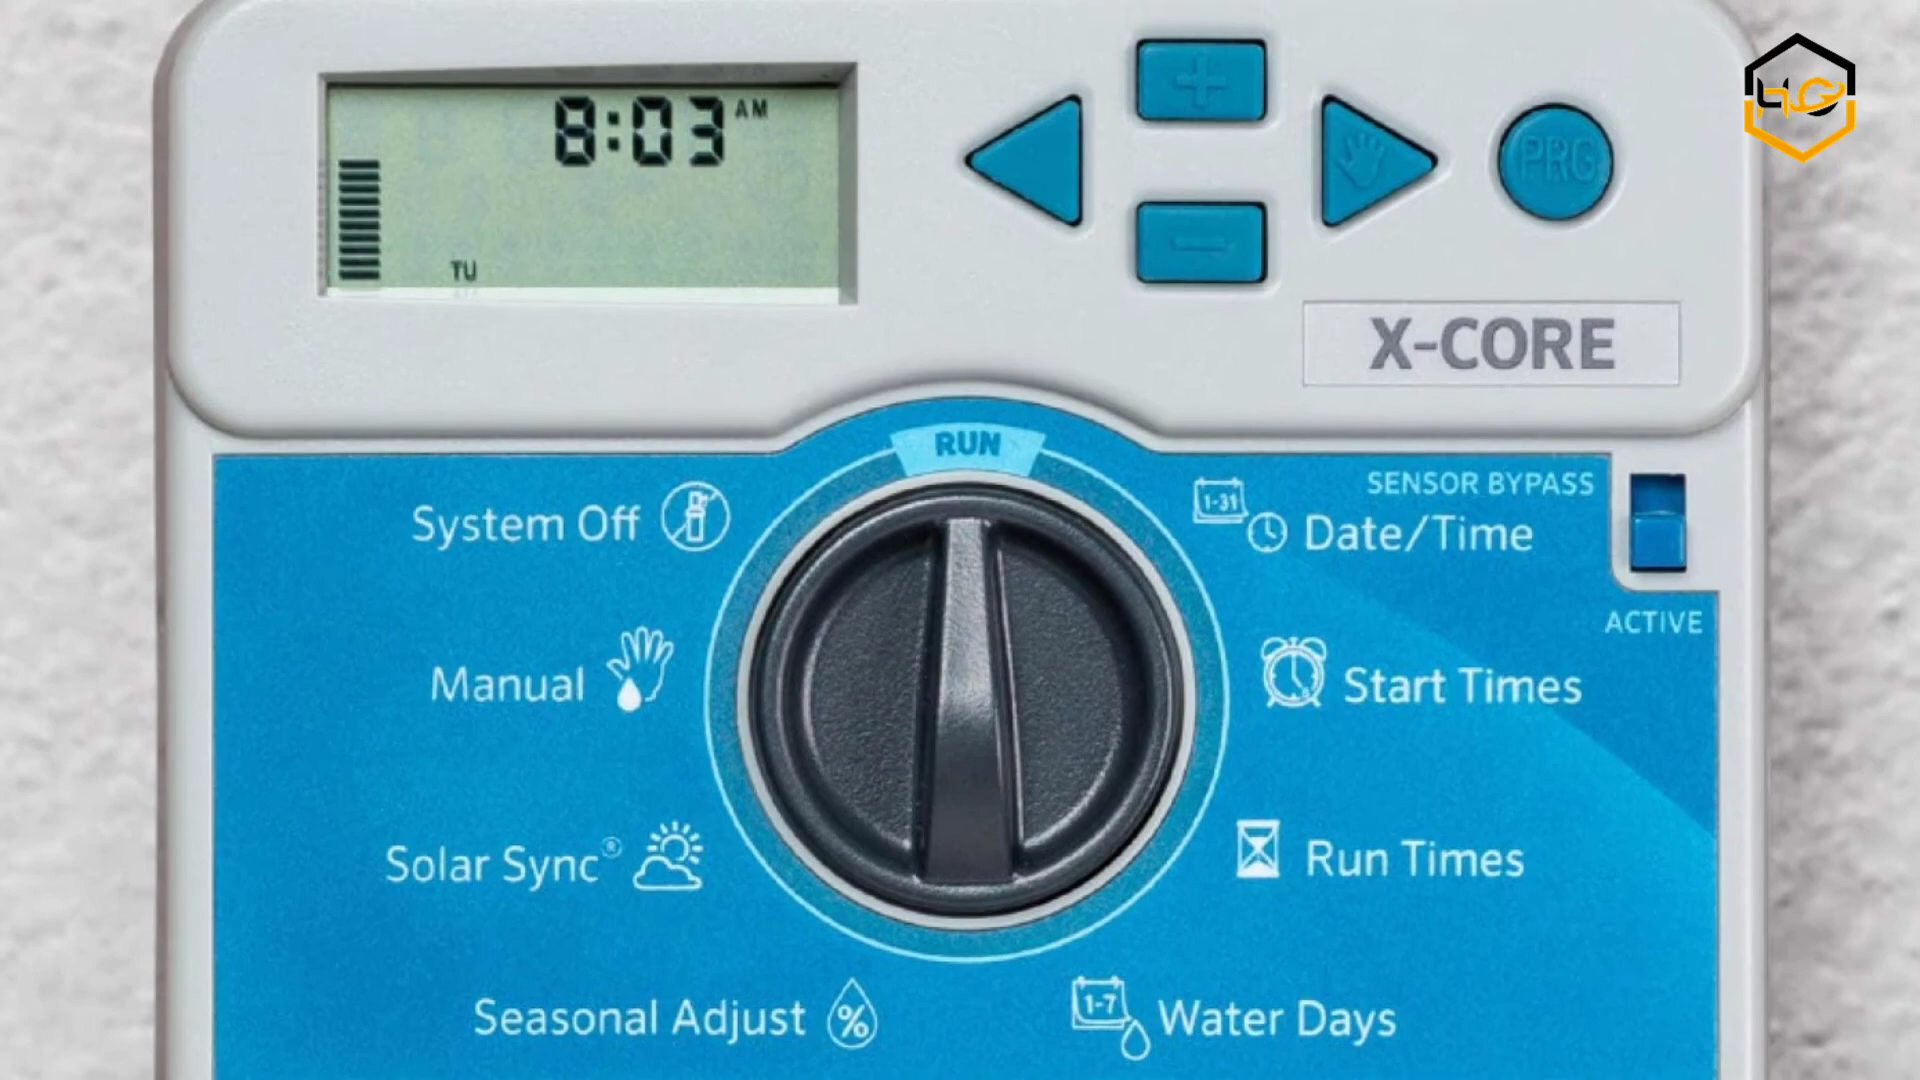 8:03 AM
TU
PRG
HG
X-CORE
RUN
System Off
1-31
Date/Time
SENSOR BYPASS
ACTIVE
Manual
Start Times
Solar Sync®
Run Times
Seasonal Adjust %
1-7
Water Days